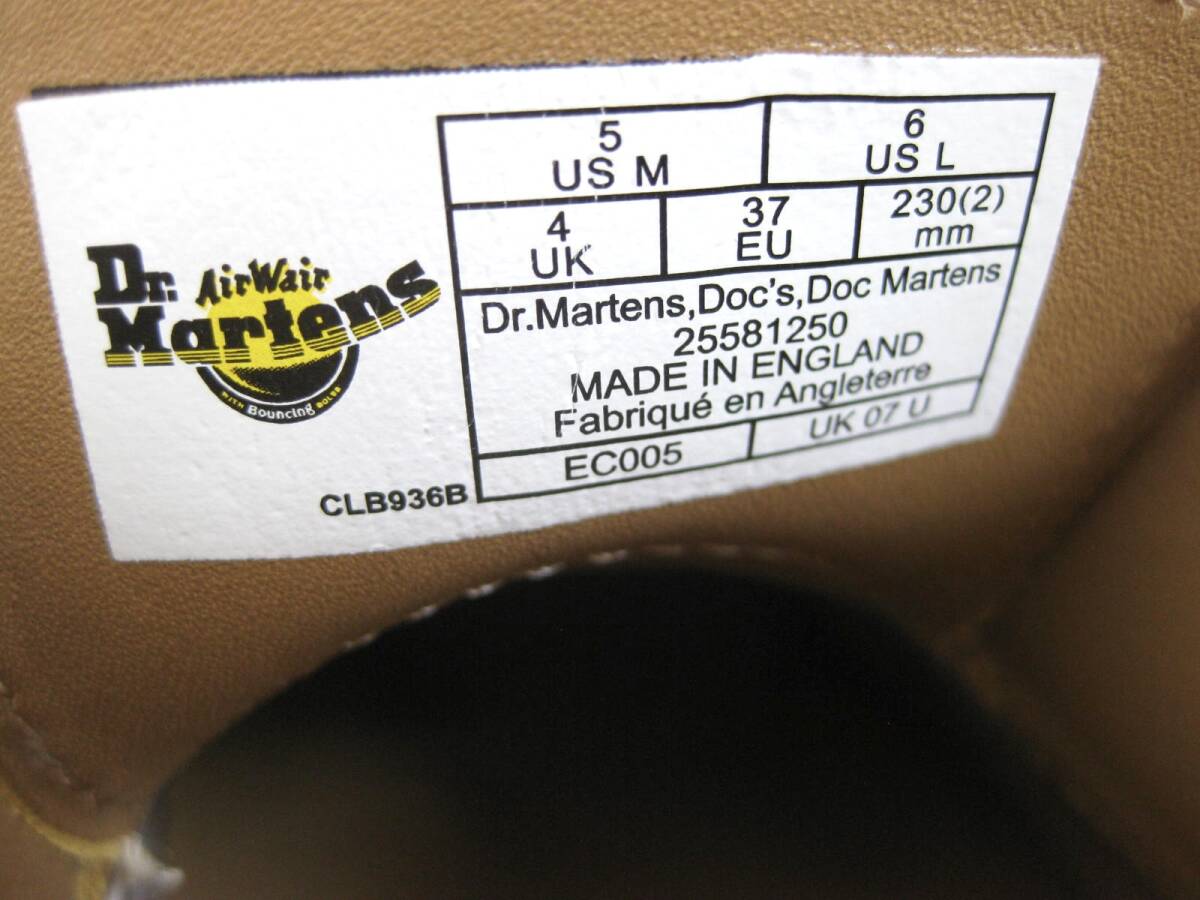 Dr. AirWair
Martens
WITH Bouncing SOLES
5
US M
6
US L
4
UK
37
EU
230(2)
mm
Dr.Martens,Doc's,Doc Martens
25581250
MADE IN ENGLAND
Fabriqué en Angleterre
EC005
UK 07 U
CLB936B